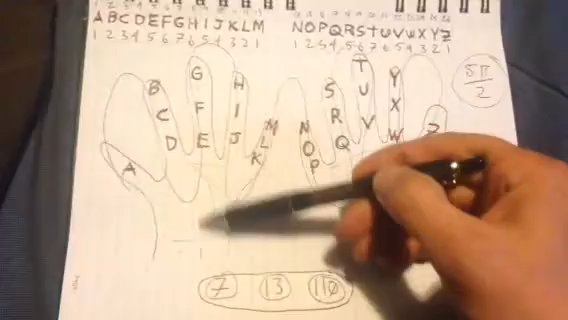 ABCDEFGHIJKLM NOPQRSTUVWXYZ
1234567654321 1234567654321
A
B
C
D
G
F
E
H
I
J
M
L
K
N
O
P
S
R
Q
T
U
V
Y
X
W
Z
5π/2
7 13 110